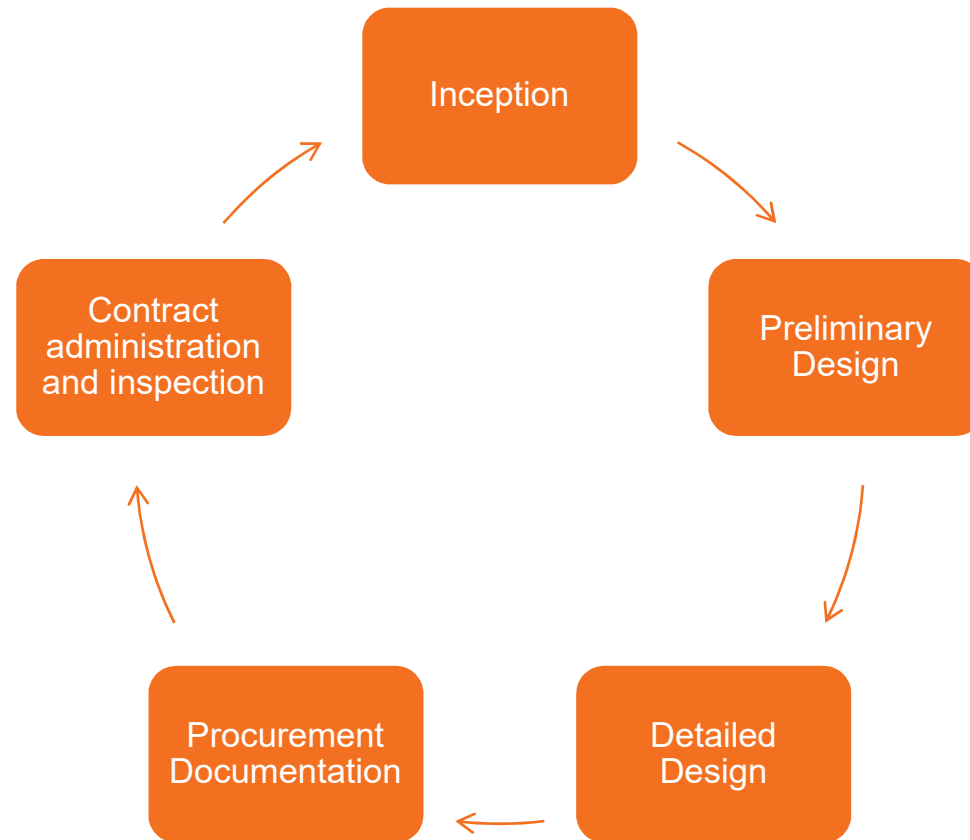 Inception
Preliminary
Design
Detailed
Design
Procurement
Documentation
Contract
administration
and inspection